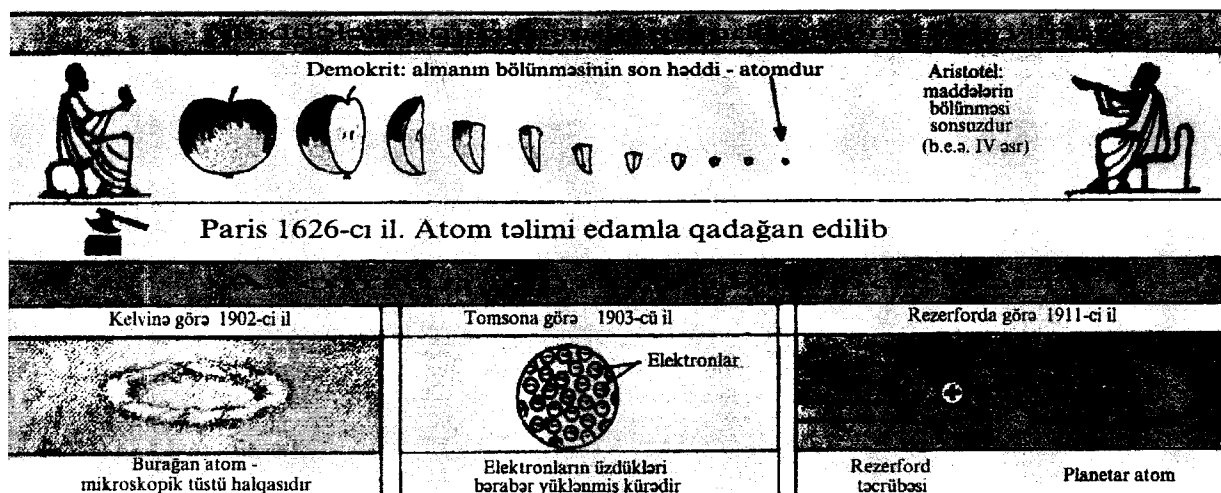 Demokrit: almanın bölünməsinin son həddi - atomdur
Aristotel:
maddələrin
bölünməsi
sonsuzdur
(b.e.ə. IV əsr)
Paris 1626-cı il. Atom təlimi edamla qadağan edilib
Kelvinə görə 1902-ci il
Tomsona görə 1903-cü il
Rezerforda görə 1911-ci il
Elektronlar
Burağan atom -
mikroskopik tüstü halqasıdır
Elektronların üzdükləri
bərabər yüklənmiş kürədir
Rezerford
təcrübəsi
Planetar atom